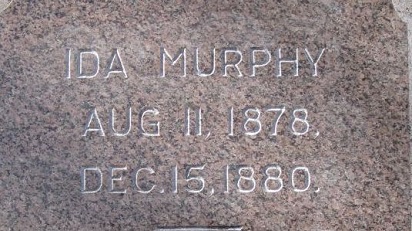 IDA MURPHY
AUG 11, 1878.
DEC. 15, 1880.